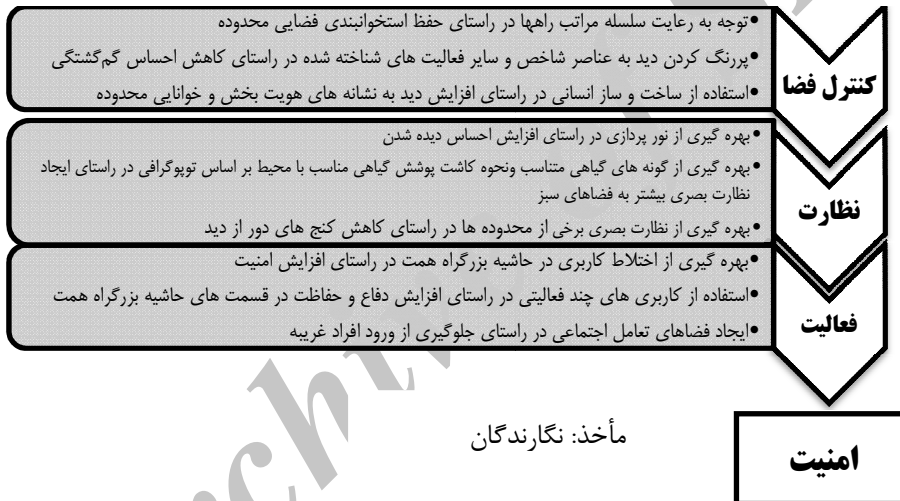 •توجه به رعایت سلسله مراتب راهها در راستای حفظ استخوانبندی فضایی محدوده
•پررنگ کردن دید به عناصر شاخص و سایر فعالیت های شناخته شده در راستای کاهش احساس گم‌گشتگی
•استفاده از ساخت و ساز انسانی در راستای افزایش دید به نشانه های هویت بخش و خوانایی محدوده
کنترل فضا
•بهره گیری از نور پردازی در راستای افزایش احساس دیده شدن
•بهره گیری از گونه های گیاهی متناسب ونحوه کاشت پوشش گیاهی مناسب با محیط بر اساس توپوگرافی در راستای ایجاد
نظارت بصری بیشتر به فضاهای سبز
•بهره گیری از نظارت بصری برخی از محدوده ها در راستای کاهش کنج های دور از دید
نظارت
•بهره گیری از اختلاط کاربری در حاشیه بزرگراه همت در راستای افزایش امنیت
•استفاده از کاربری های چند فعالیتی در راستای افزایش دفاع و حفاظت در قسمت های حاشیه بزرگراه همت
•ایجاد فضاهای تعامل اجتماعی در راستای جلوگیری از ورود افراد غریبه
فعالیت
امنیت
مأخذ: نگارندگان